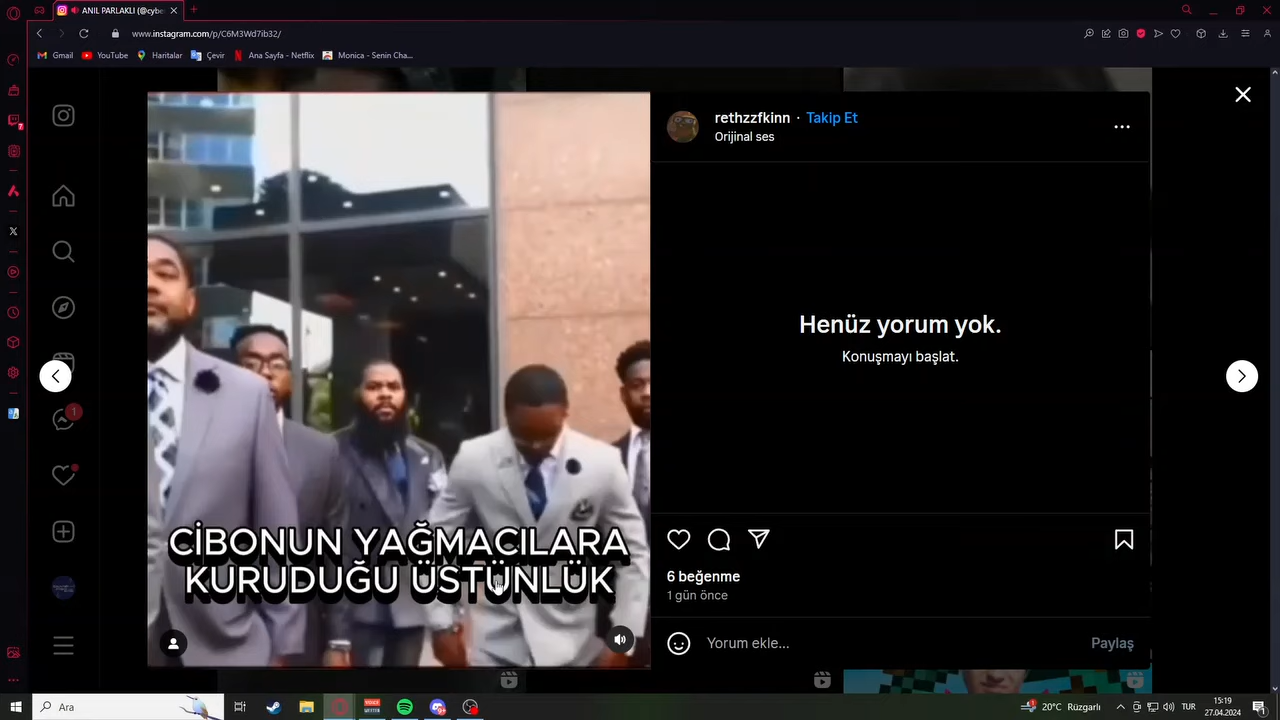 ANIL PARLAKLI (@cybe
www.instagram.com/p/C6M3Wd7ib32/
Gmail
YouTube
Haritalar
Çevir
Ana Sayfa - Netflix
Monica - Senin Cha...
rethzzfkinn · Takip Et
Orijinal ses
Henüz yorum yok.
Konuşmayı başlat.
CİBONUN YAĞMACILARA
KURUDUĞU ÜSTÜNLÜK
6 beğenme
1 gün önce
Yorum ekle...
Paylaş
1
7
Ara
20°C Rüzgarlı
TUR
15:19
27.04.2024